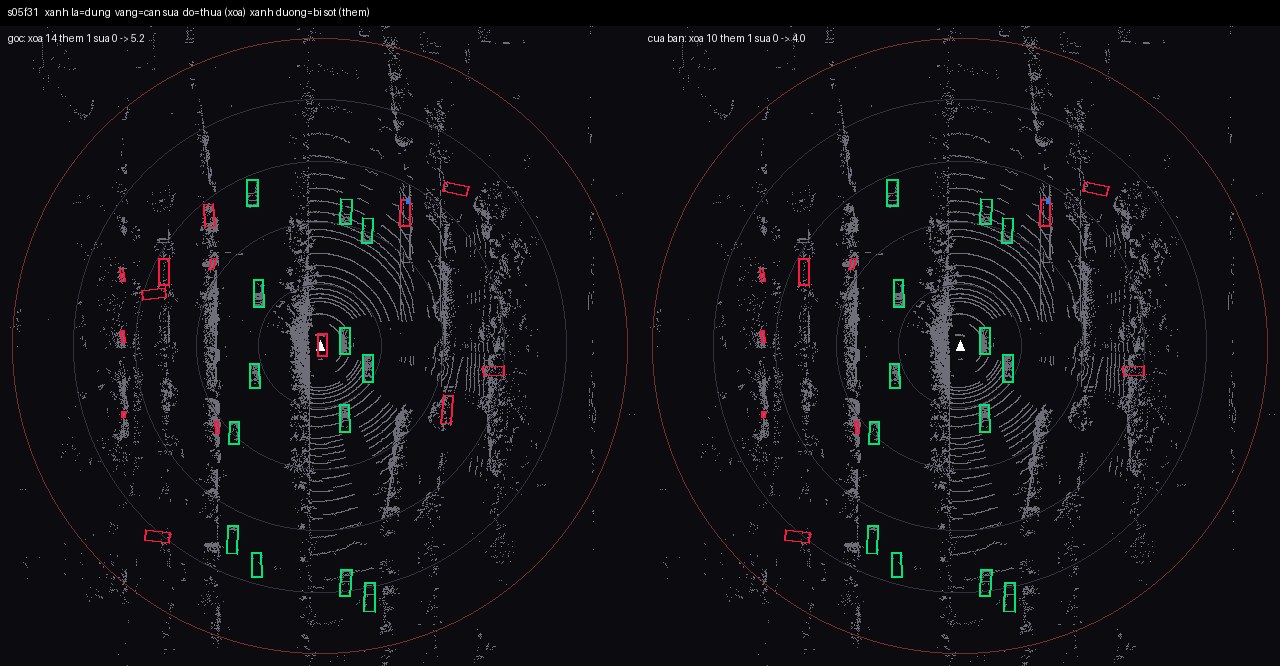 s05f31 xanh la=dung vang=can sua do=thua (xoa) xanh duong=bi sot (them)
goc: xoa 14 them 1 sua 0 -> 5.2
cua ban: xoa 10 them 1 sua 0 -> 4.0